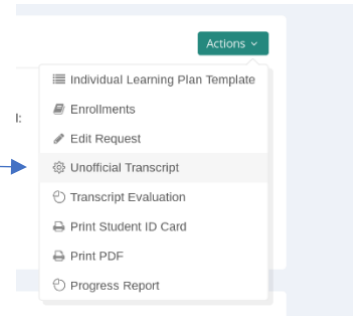 Actions
Individual Learning Plan Template
Enrollments
l:
Edit Request
Unofficial Transcript
Transcript Evaluation
Print Student ID Card
Print PDF
Progress Report